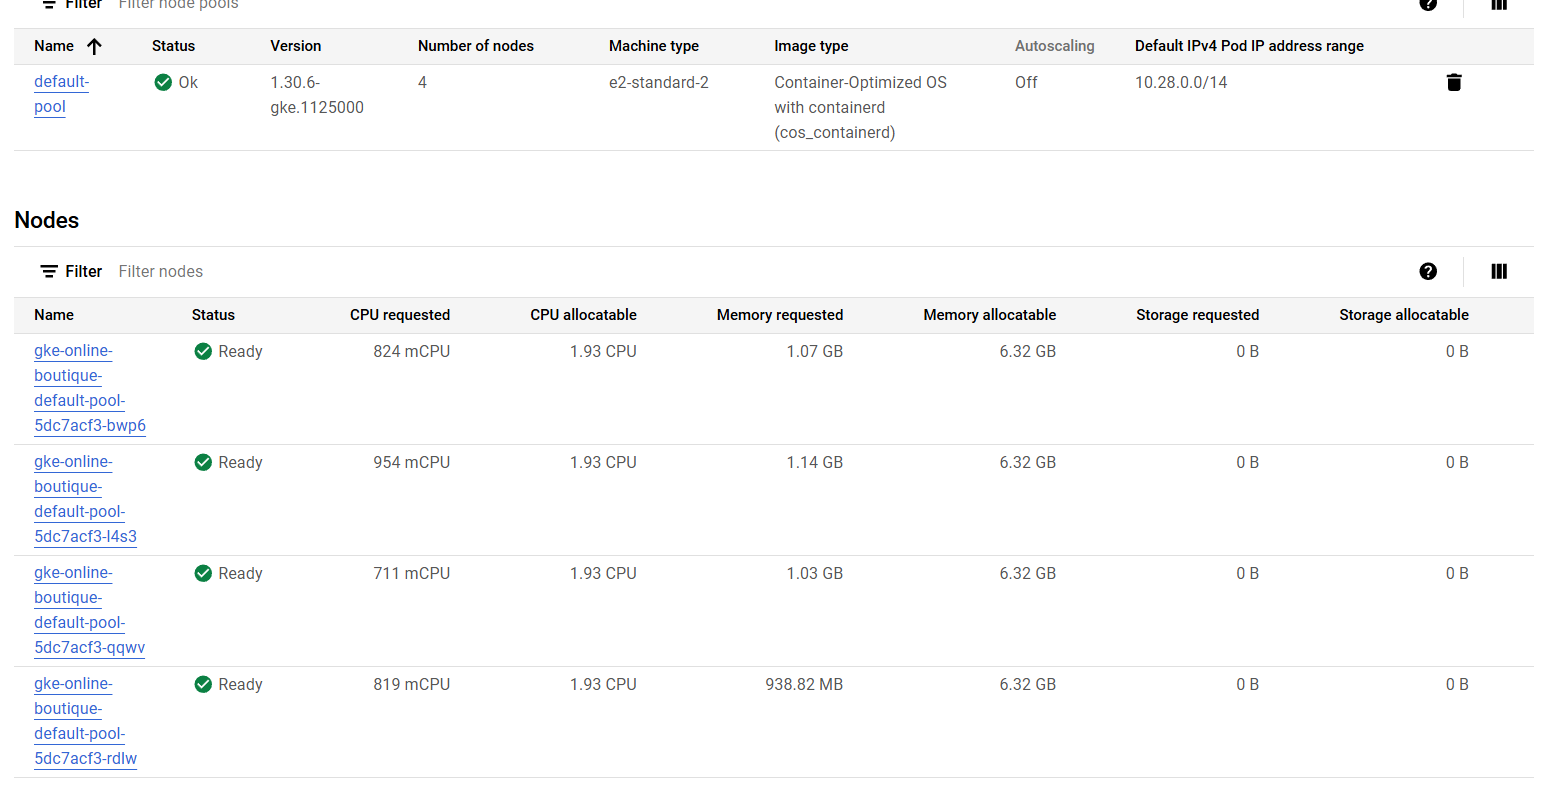 Filter Filter node pools
Name Status Version Number of nodes Machine type Image type Autoscaling Default IPv4 Pod IP address range
default- Ok 1.30.6- 4 e2-standard-2 Container-Optimized OS Off 10.28.0.0/14
pool gke.1125000 with containerd
(cos_containerd)
Nodes
Filter Filter nodes
Name Status CPU requested CPU allocatable Memory requested Memory allocatable Storage requested Storage allocatable
gke-online- Ready 824 mCPU 1.93 CPU 1.07 GB 6.32 GB 0 B 0 B
boutique-
default-pool-
5dc7acf3-bwp6
gke-online- Ready 954 mCPU 1.93 CPU 1.14 GB 6.32 GB 0 B 0 B
boutique-
default-pool-
5dc7acf3-l4s3
gke-online- Ready 711 mCPU 1.93 CPU 1.03 GB 6.32 GB 0 B 0 B
boutique-
default-pool-
5dc7acf3-qqwv
gke-online- Ready 819 mCPU 1.93 CPU 938.82 MB 6.32 GB 0 B 0 B
boutique-
default-pool-
5dc7acf3-rdlw